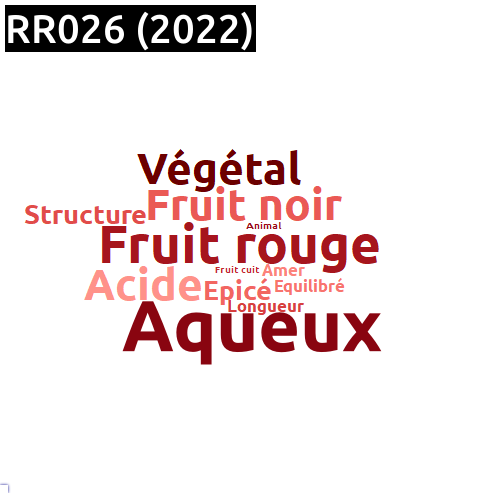 RR026 (2022)
Végétal
Structure Fruit noir
Animal
Fruit rouge
Fruit cuit Amer
Acide Epicé Equilibré
Longueur
Aqueux